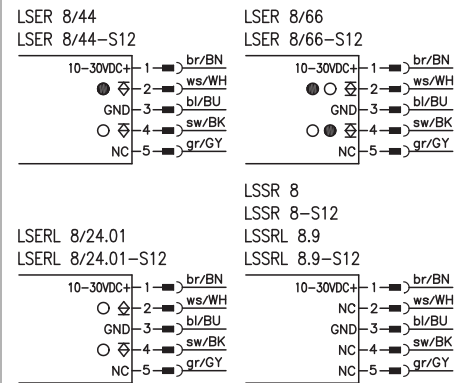 LSER 8/44
LSER 8/44-S12
10-30VDC+ 1 br/BN
2 ws/WH
GND 3 bl/BU
4 sw/BK
NC 5 gr/GY
LSER 8/66
LSER 8/66-S12
10-30VDC+ 1 br/BN
2 ws/WH
GND 3 bl/BU
4 sw/BK
NC 5 gr/GY
LSERL 8/24.01
LSERL 8/24.01-S12
10-30VDC+ 1 br/BN
2 ws/WH
GND 3 bl/BU
4 sw/BK
NC 5 gr/GY
LSSR 8
LSSR 8-S12
LSSRL 8.9
LSSRL 8.9-S12
10-30VDC+ 1 br/BN
NC 2 ws/WH
GND 3 bl/BU
NC 4 sw/BK
NC 5 gr/GY